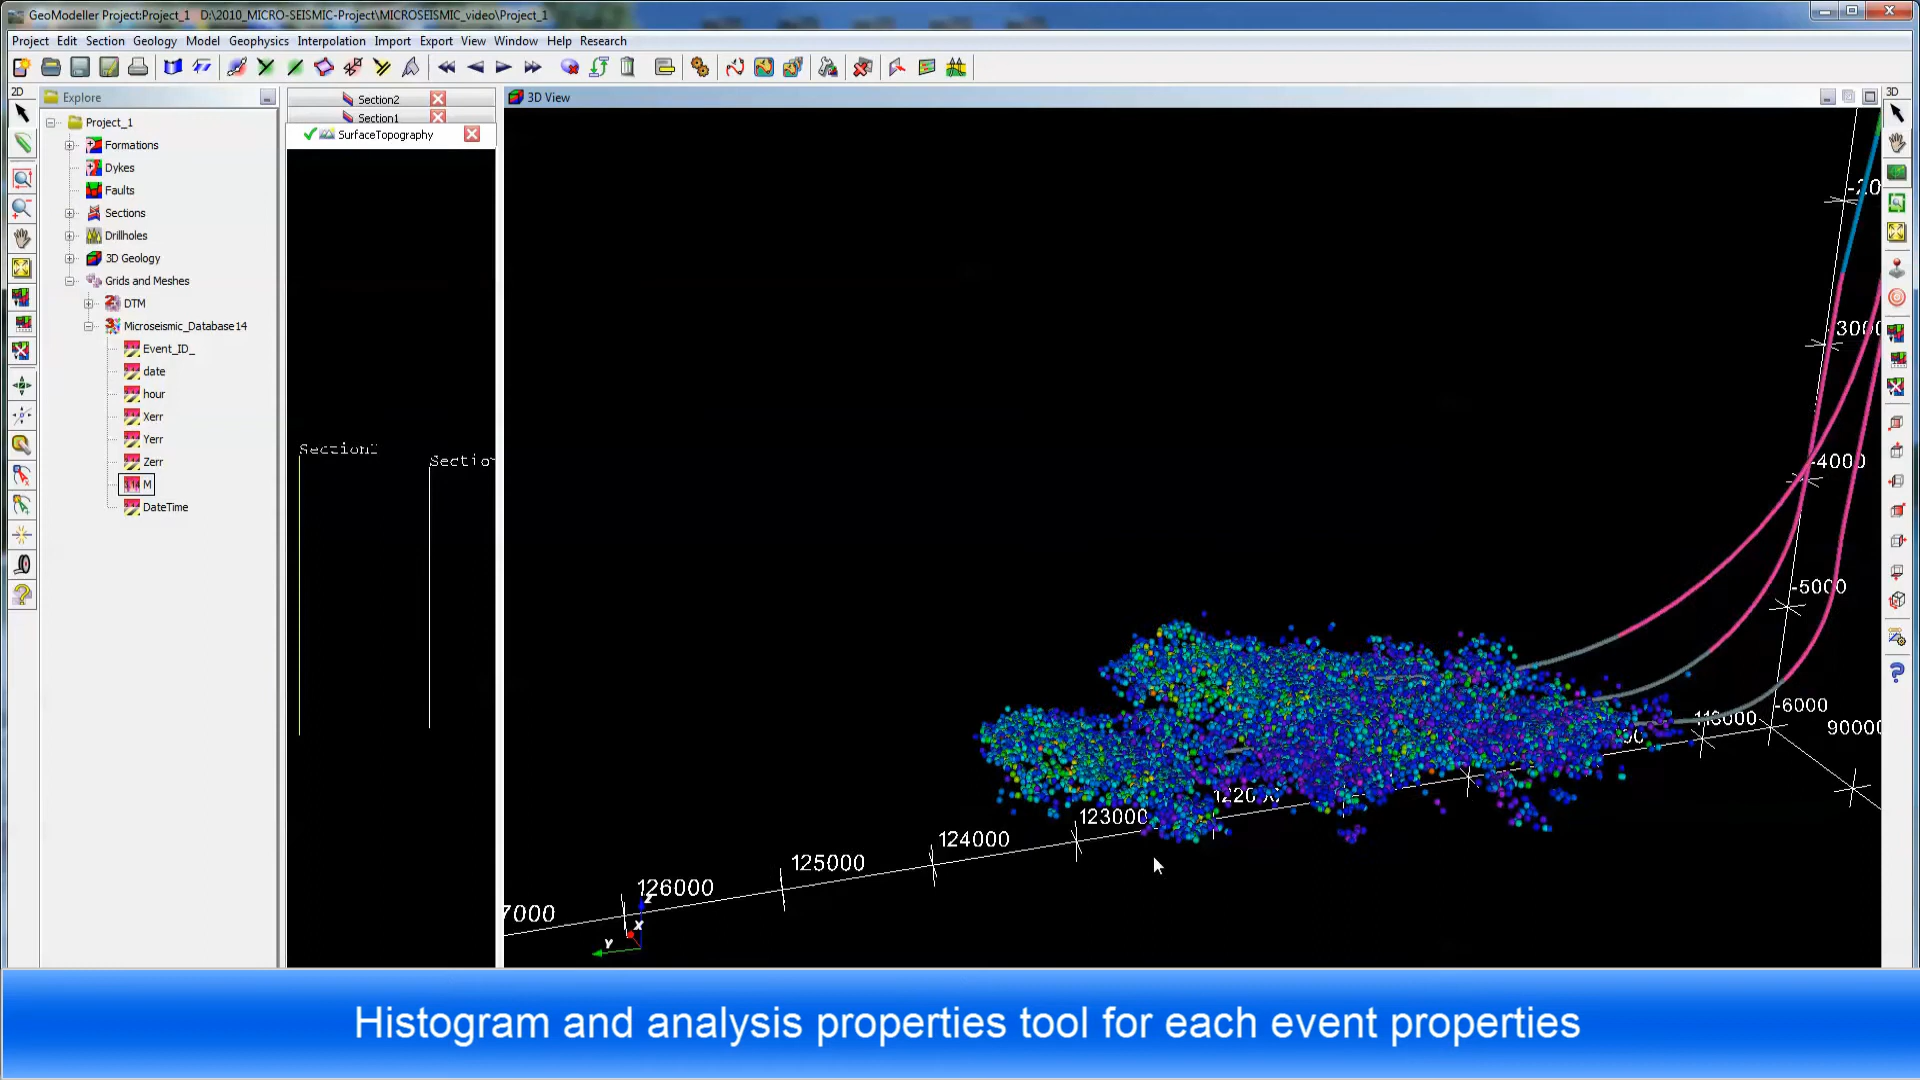 GeoModeller Project:Project_1 D:\2010_MICRO-SEISMIC-Project\MICROSEISMIC_video\Project_1
Project Edit Section Geology Model Geophysics Interpolation Import Export View Window Help Research
2D
Explore
Project_1
Formations
Dykes
Faults
Sections
Drillholes
3D Geology
Grids and Meshes
DTM
Microseismic_Database14
Event_ID_
date
hour
Xerr
Yerr
Zerr
M
DateTime
Section2
Section1
SurfaceTopography
Sectio
3D View
3D
-20
3000
-4000
-5000
-6000
90000
122000
123000
124000
125000
126000
7000
Z
X
Y
Histogram and analysis properties tool for each event properties